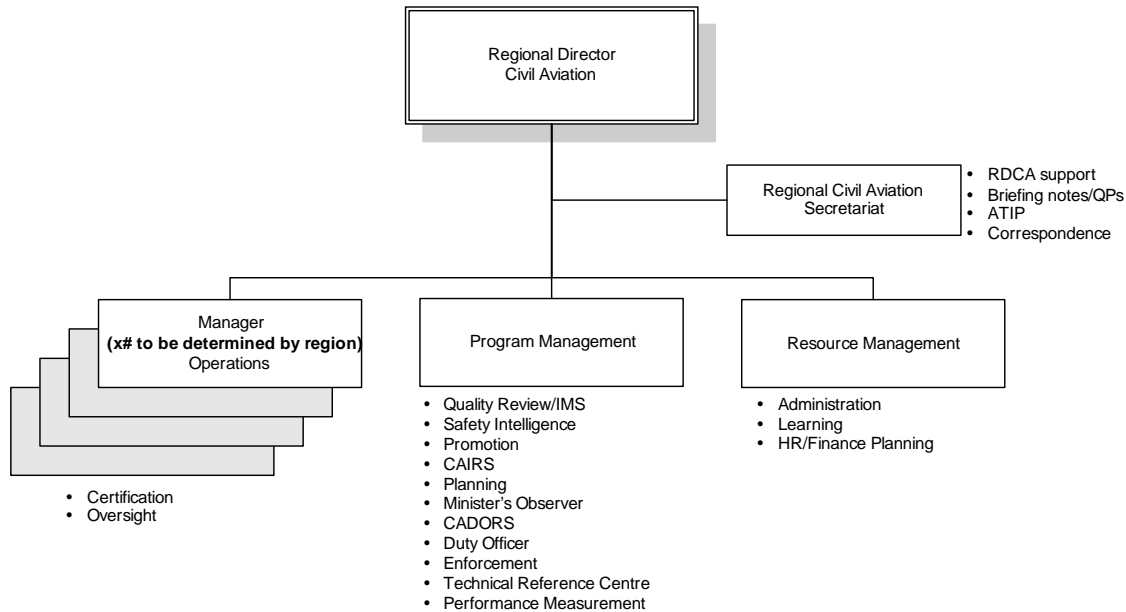 Regional Director
Civil Aviation
Regional Civil Aviation
Secretariat
• RDCA support
• Briefing notes/QPs
• ATIP
• Correspondence
Manager
(x# to be determined by region)
Operations
• Certification
• Oversight
Program Management
• Quality Review/IMS
• Safety Intelligence
• Promotion
• CAIRS
• Planning
• Minister's Observer
• CADORS
• Duty Officer
• Enforcement
• Technical Reference Centre
• Performance Measurement
Resource Management
• Administration
• Learning
• HR/Finance Planning